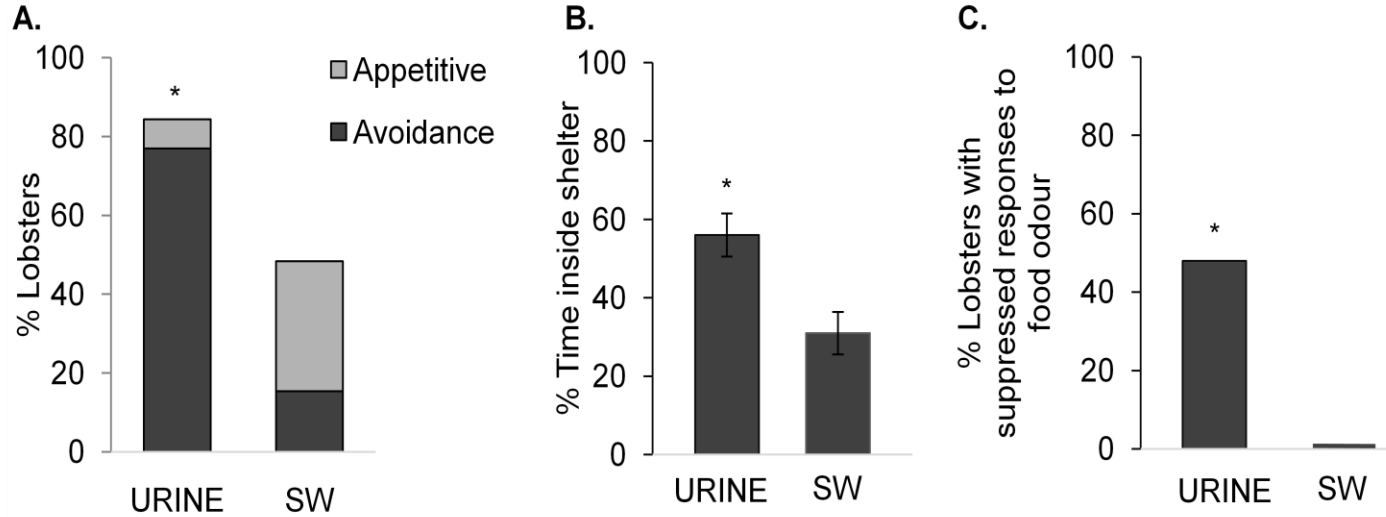 A.
100
80
60
40
20
0
% Lobsters
*
Appetitive
Avoidance
URINE
SW
B.
100
80
60
40
20
0
% Time inside shelter
*
URINE
SW
C.
100
80
60
40
20
0
% Lobsters with
suppressed responses to
food odour
*
URINE
SW